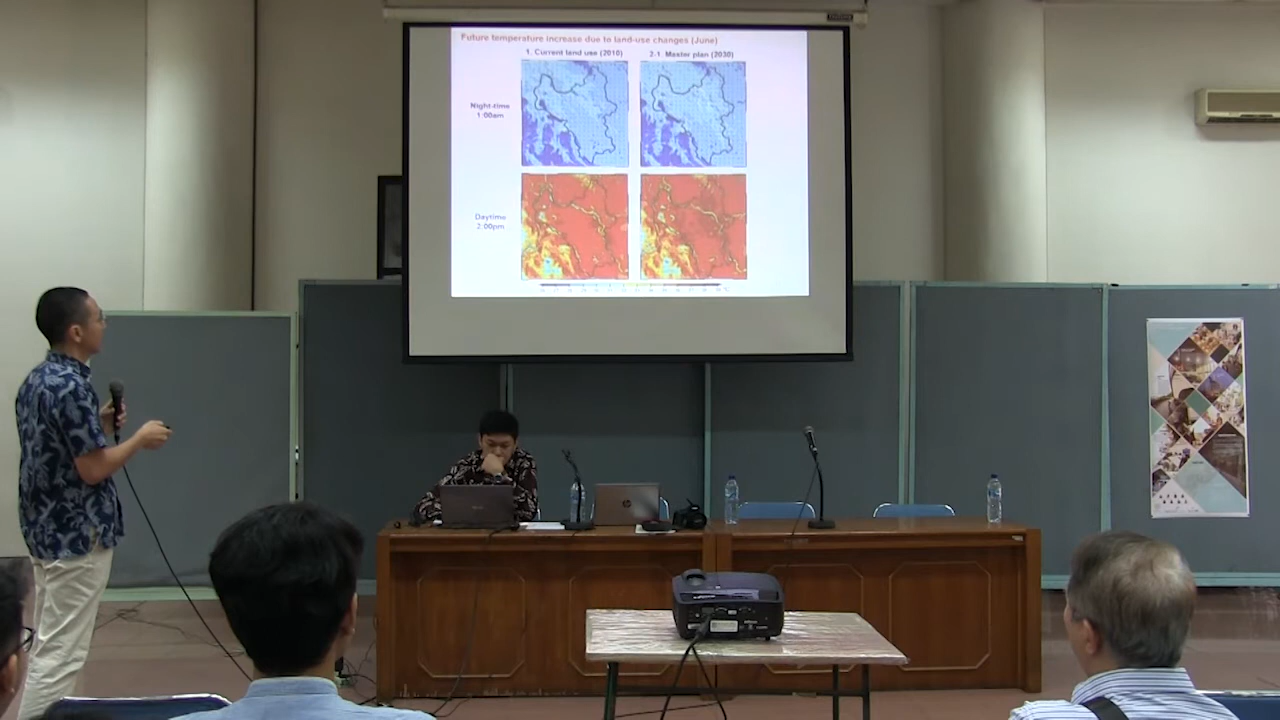 Future temperature increase due to land-use changes (June)
1. Current land use (2010)
2-1. Master plan (2030)
Night-time
1:00am
Daytime
2:00pm